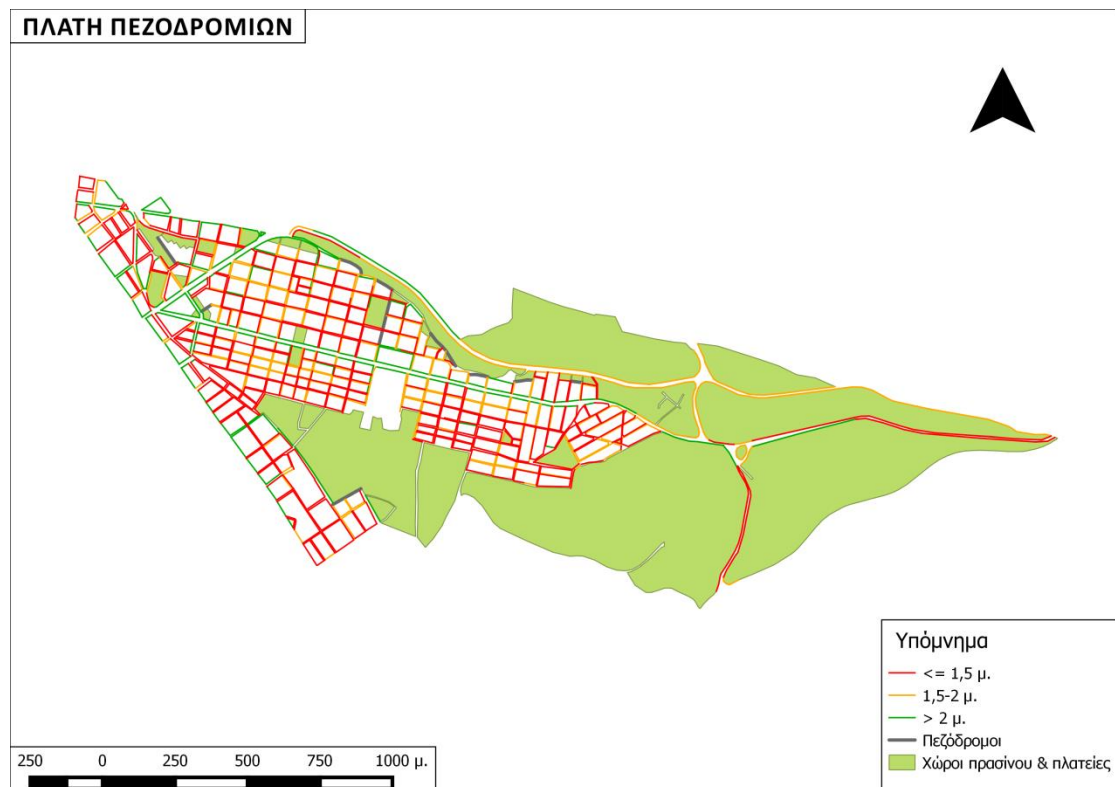 ΠΛΑΤΗ ΠΕΖΟΔΡΟΜΙΩΝ
Υπόμνημα
<= 1,5 μ.
1,5-2 μ.
> 2 μ.
Πεζόδρομοι
Χώροι πρασίνου & πλατείες
250 0 250 500 750 1000 μ.